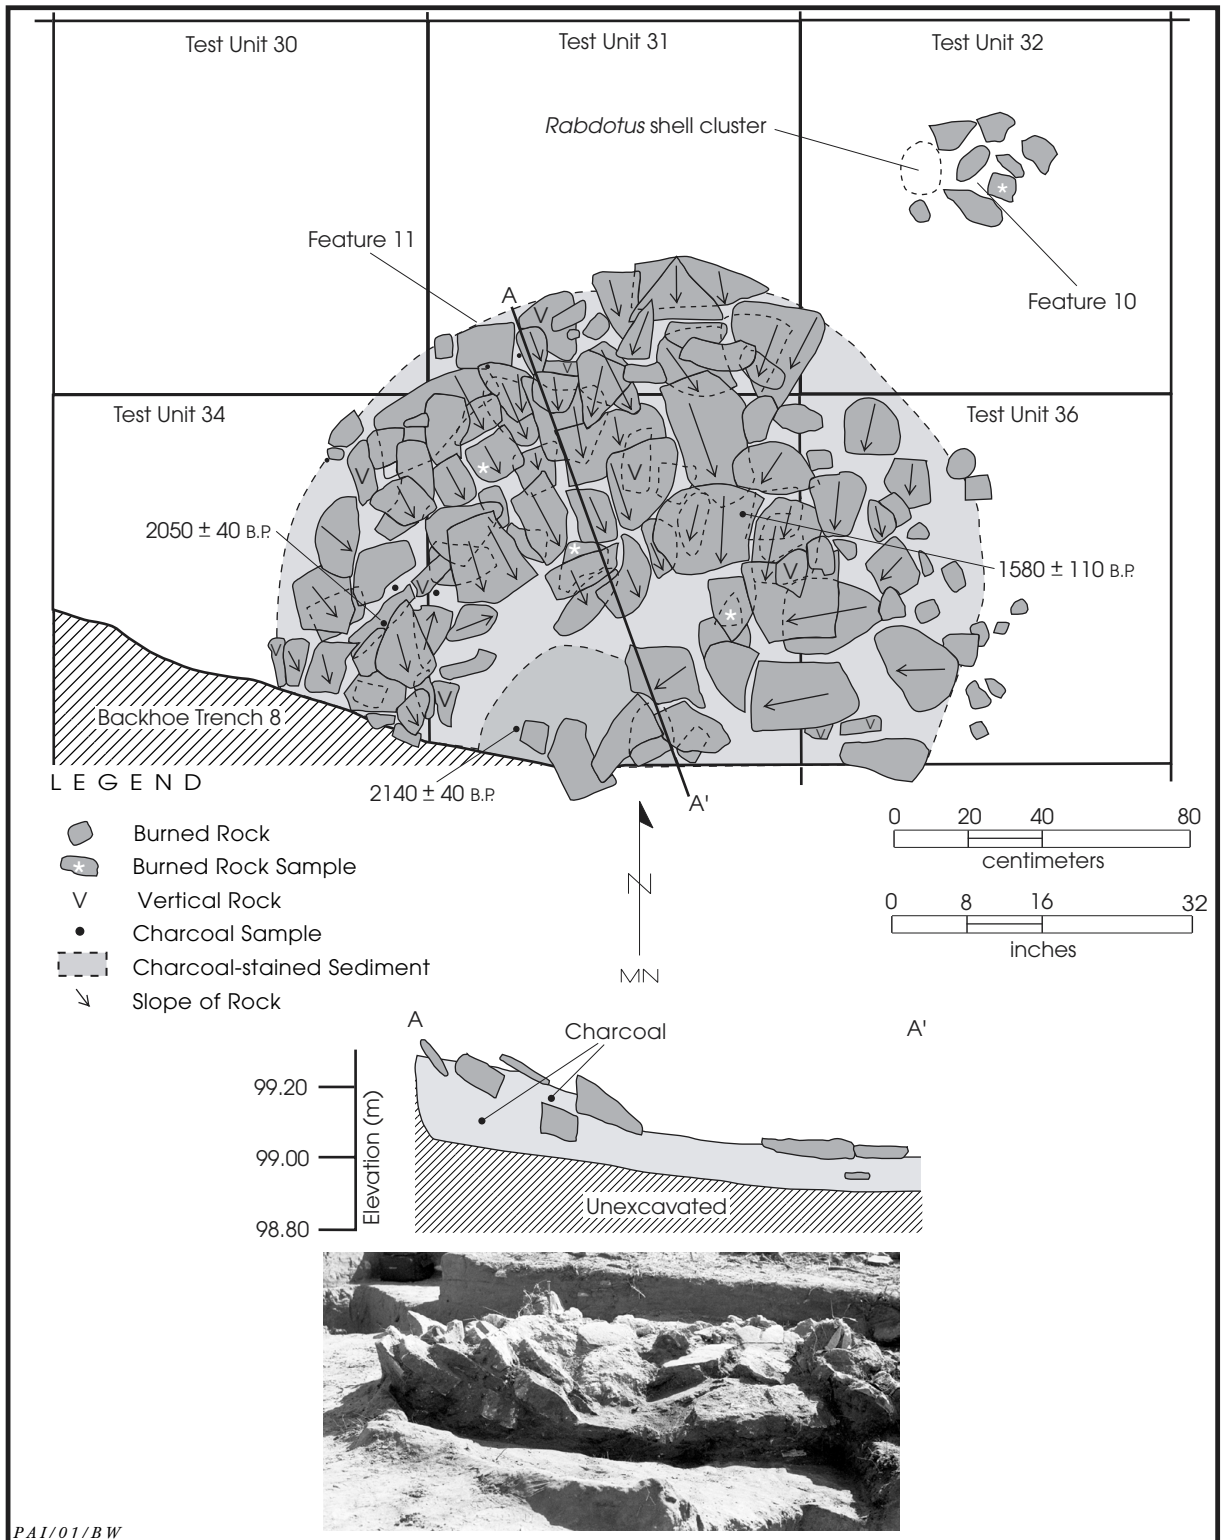 Test Unit 30
Test Unit 31
Test Unit 32
Rabdotus shell cluster
Feature 11
Feature 10
A
Test Unit 34
Test Unit 36
V
V
V
V
2050 ± 40 B.P.
1580 ± 110 B.P.
V
V
V
V
V
V
Backhoe Trench 8
2140 ± 40 B.P.
A'
LEGEND
Burned Rock
Burned Rock Sample
V Vertical Rock
Charcoal Sample
Charcoal-stained Sediment
Slope of Rock
0 20 40 80
centimeters
0 8 16 32
inches
N
MN
A
A'
Charcoal
99.20
99.00
98.80
Elevation (m)
Unexcavated
PAI/01/BW